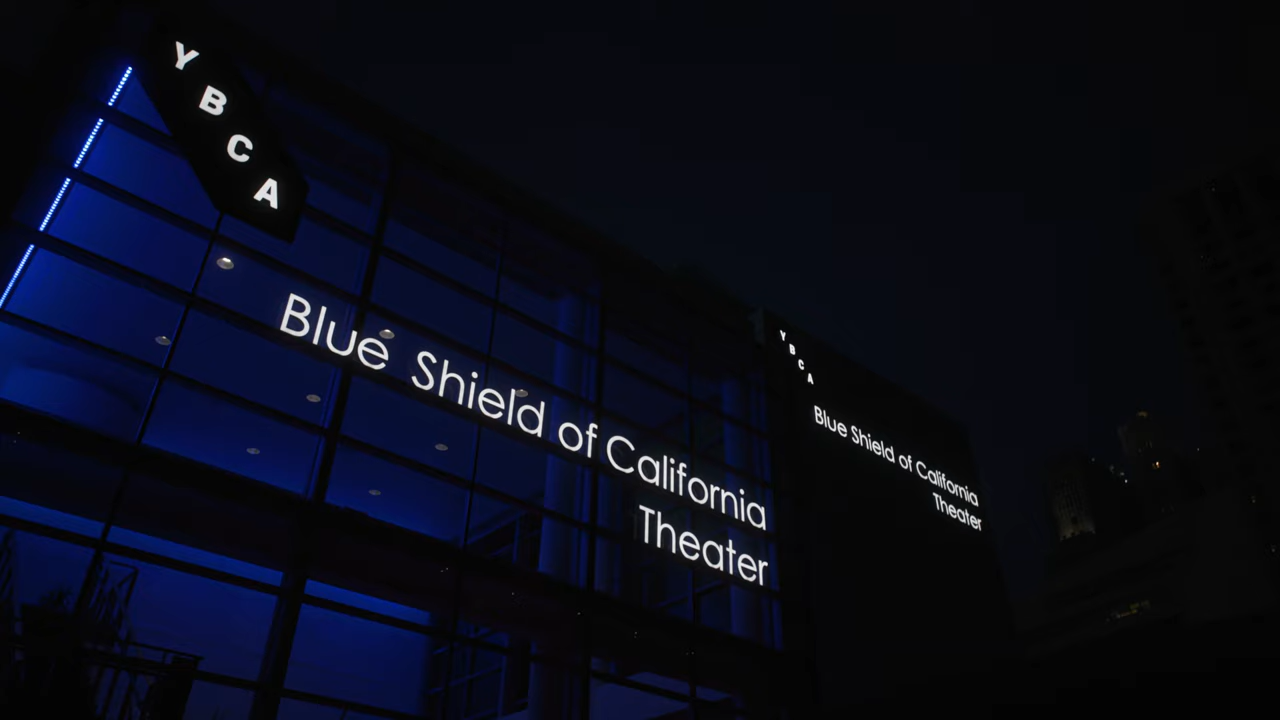 YBCA
Blue Shield of California
Theater
YBCA
Blue Shield of California
Theater